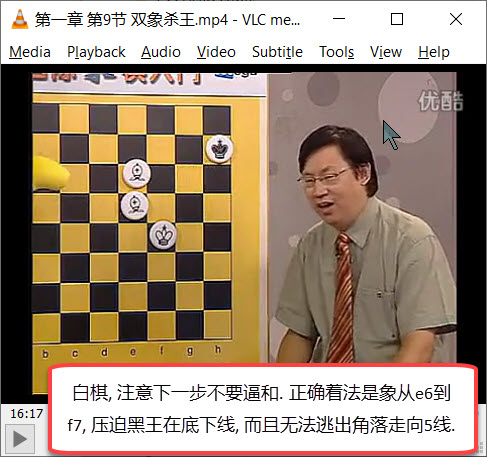 第一章 第9节 双象杀王.mp4 - VLC me...
Media Playback Audio Video Subtitle Tools View Help
优酷
b c d e f g h
16:17
白棋, 注意下一步不要逼和. 正确着法是象从e6到
f7, 压迫黑王在底下线, 而且无法逃出角落走向5线.